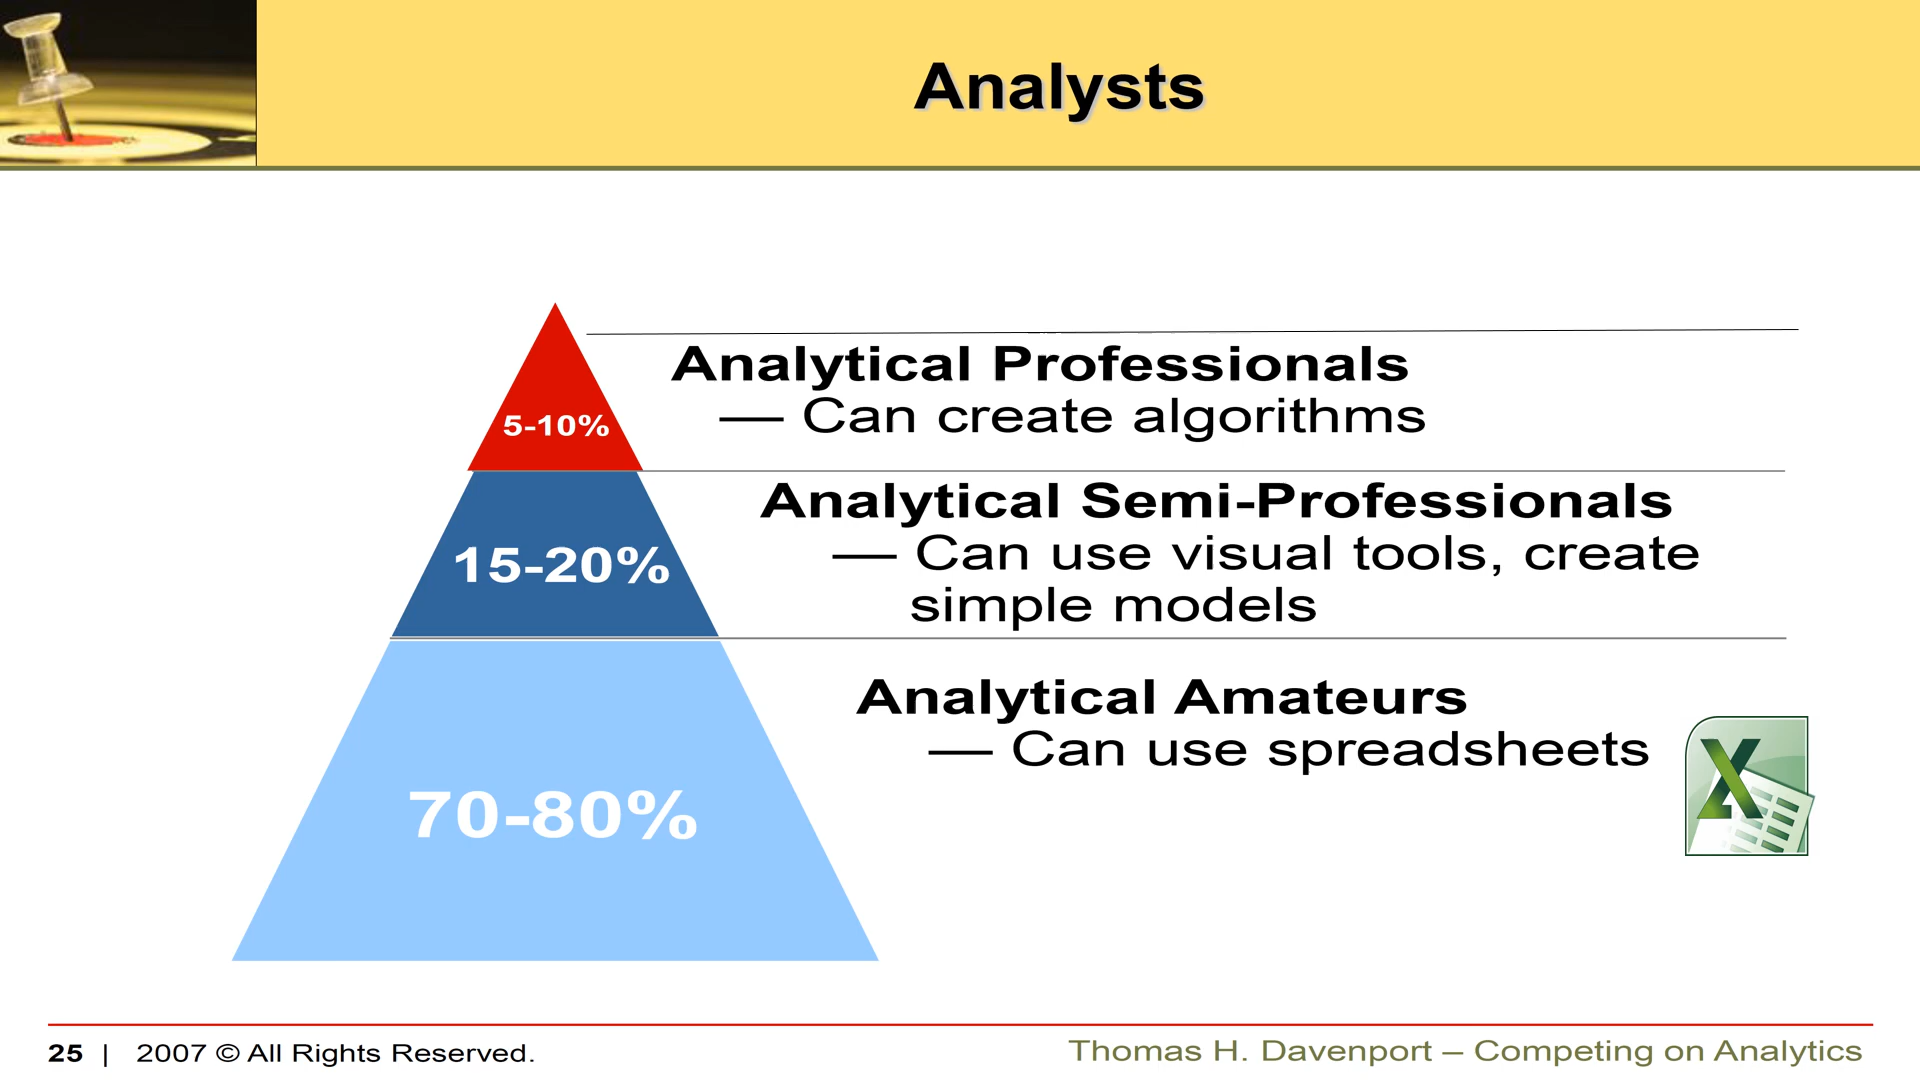 Analysts
5-10%
Analytical Professionals
— Can create algorithms
15-20%
Analytical Semi-Professionals
— Can use visual tools, create
simple models
70-80%
Analytical Amateurs
— Can use spreadsheets
X
25 | 2007 © All Rights Reserved.
Thomas H. Davenport – Competing on Analytics